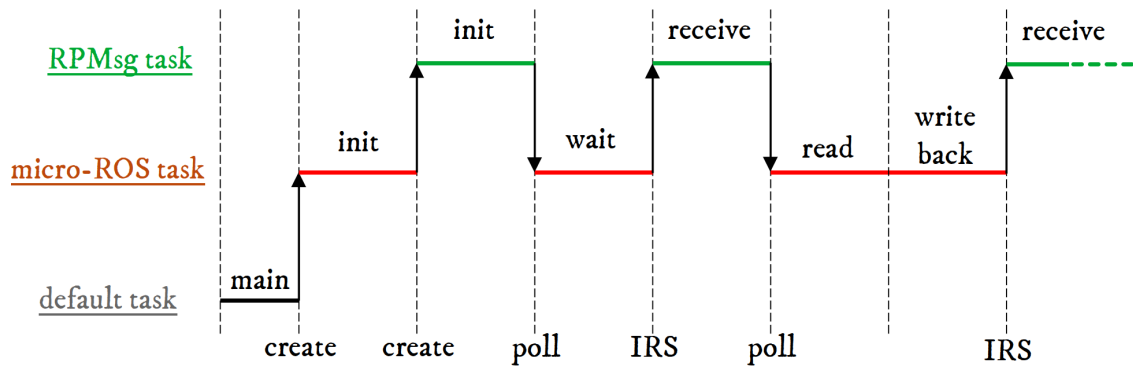 init
receive
receive
RPMsg task
init
wait
read
write
back
micro-ROS task
main
default task
create
create
poll
IRS
poll
IRS